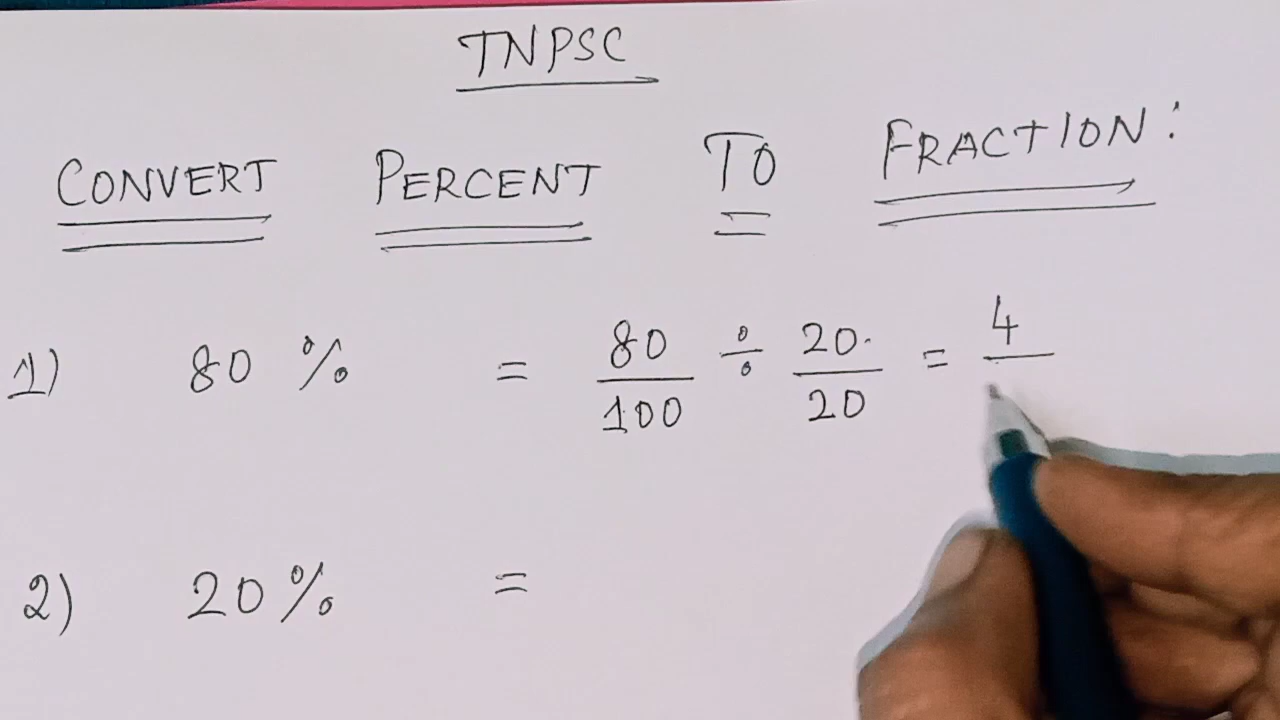 TNPSC
CONVERT PERCENT TO FRACTION:
1) 80 % = 80/100 ÷ 20/20 = 4/
2) 20% =